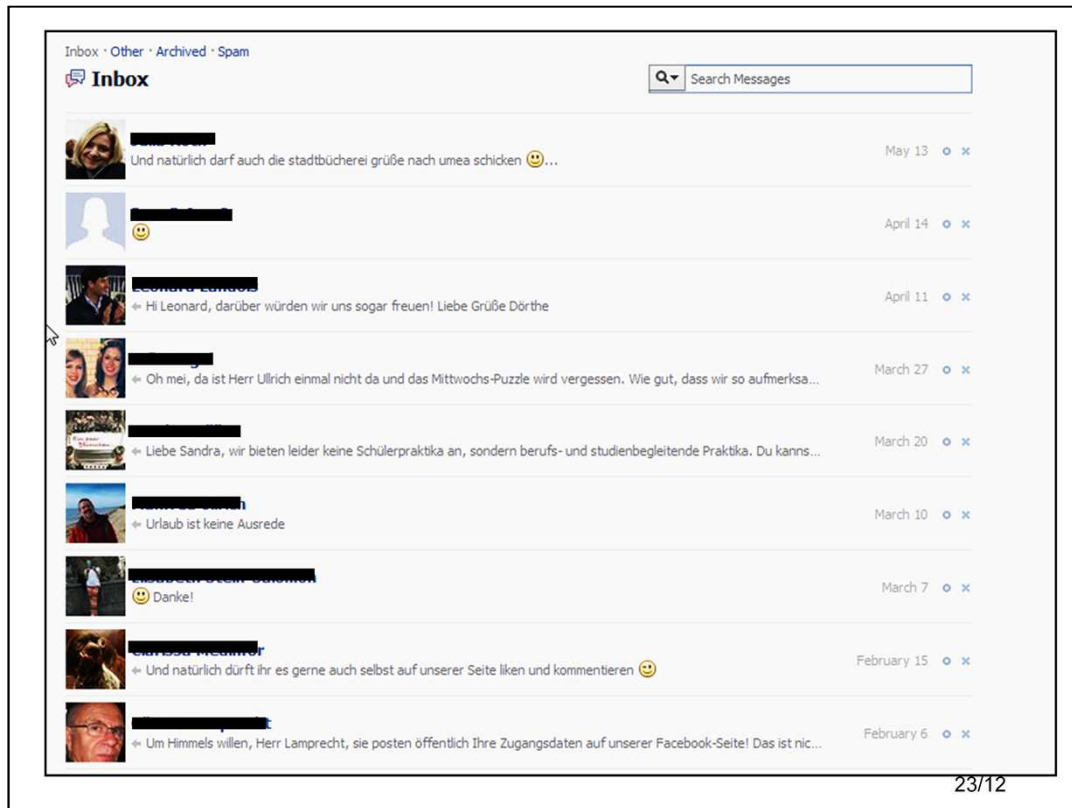 Inbox · Other · Archived · Spam
Inbox
Search Messages
Und natürlich darf auch die stadtbücherei grüße nach umea schicken ...
May 13
April 14
Hi Leonard, darüber würden wir uns sogar freuen! Liebe Grüße Dörthe
April 11
Oh mei, da ist Herr Ullrich einmal nicht da und das Mittwochs-Puzzle wird vergessen. Wie gut, dass wir so aufmerksa...
March 27
Liebe Sandra, wir bieten leider keine Schülerpraktika an, sondern berufs- und studienbegleitende Praktika. Du kanns...
March 20
Urlaub ist keine Ausrede
March 10
Danke!
March 7
Und natürlich dürft ihr es gerne auch selbst auf unserer Seite liken und kommentieren
February 15
Um Himmels willen, Herr Lamprecht, sie posten öffentlich Ihre Zugangsdaten auf unserer Facebook-Seite! Das ist nic...
February 6
23/12